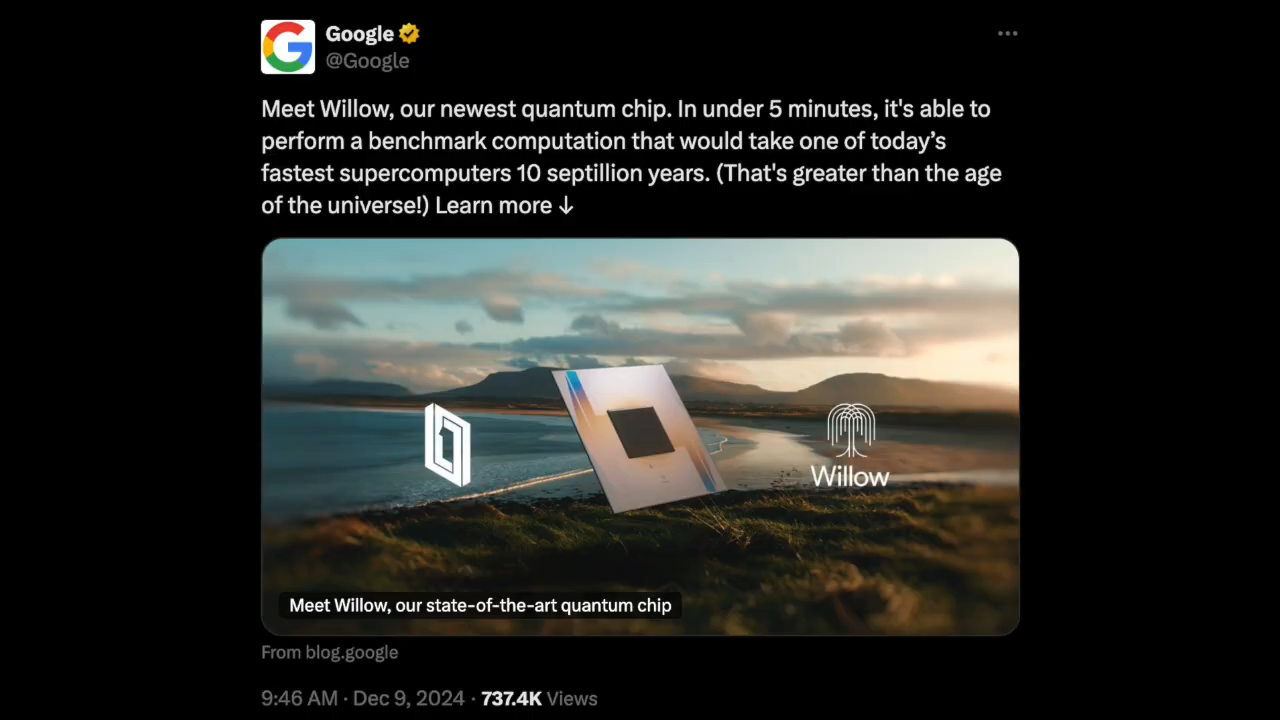 Google
@Google
Meet Willow, our newest quantum chip. In under 5 minutes, it's able to
perform a benchmark computation that would take one of today’s
fastest supercomputers 10 septillion years. (That's greater than the age
of the universe!) Learn more ↓
Willow
Meet Willow, our state-of-the-art quantum chip
From blog.google
9:46 AM · Dec 9, 2024 · 737.4K Views